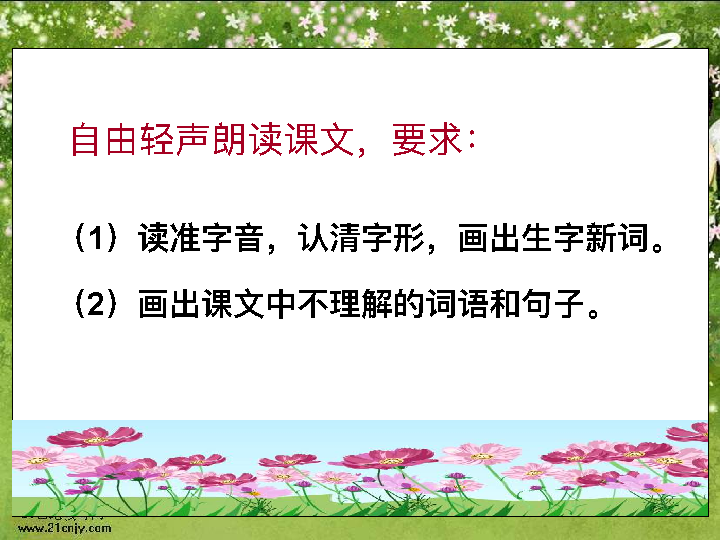 自由轻声朗读课文，要求：
（1）读准字音，认清字形，画出生字新词。
（2）画出课文中不理解的词语和句子。
www.21cnjy.com